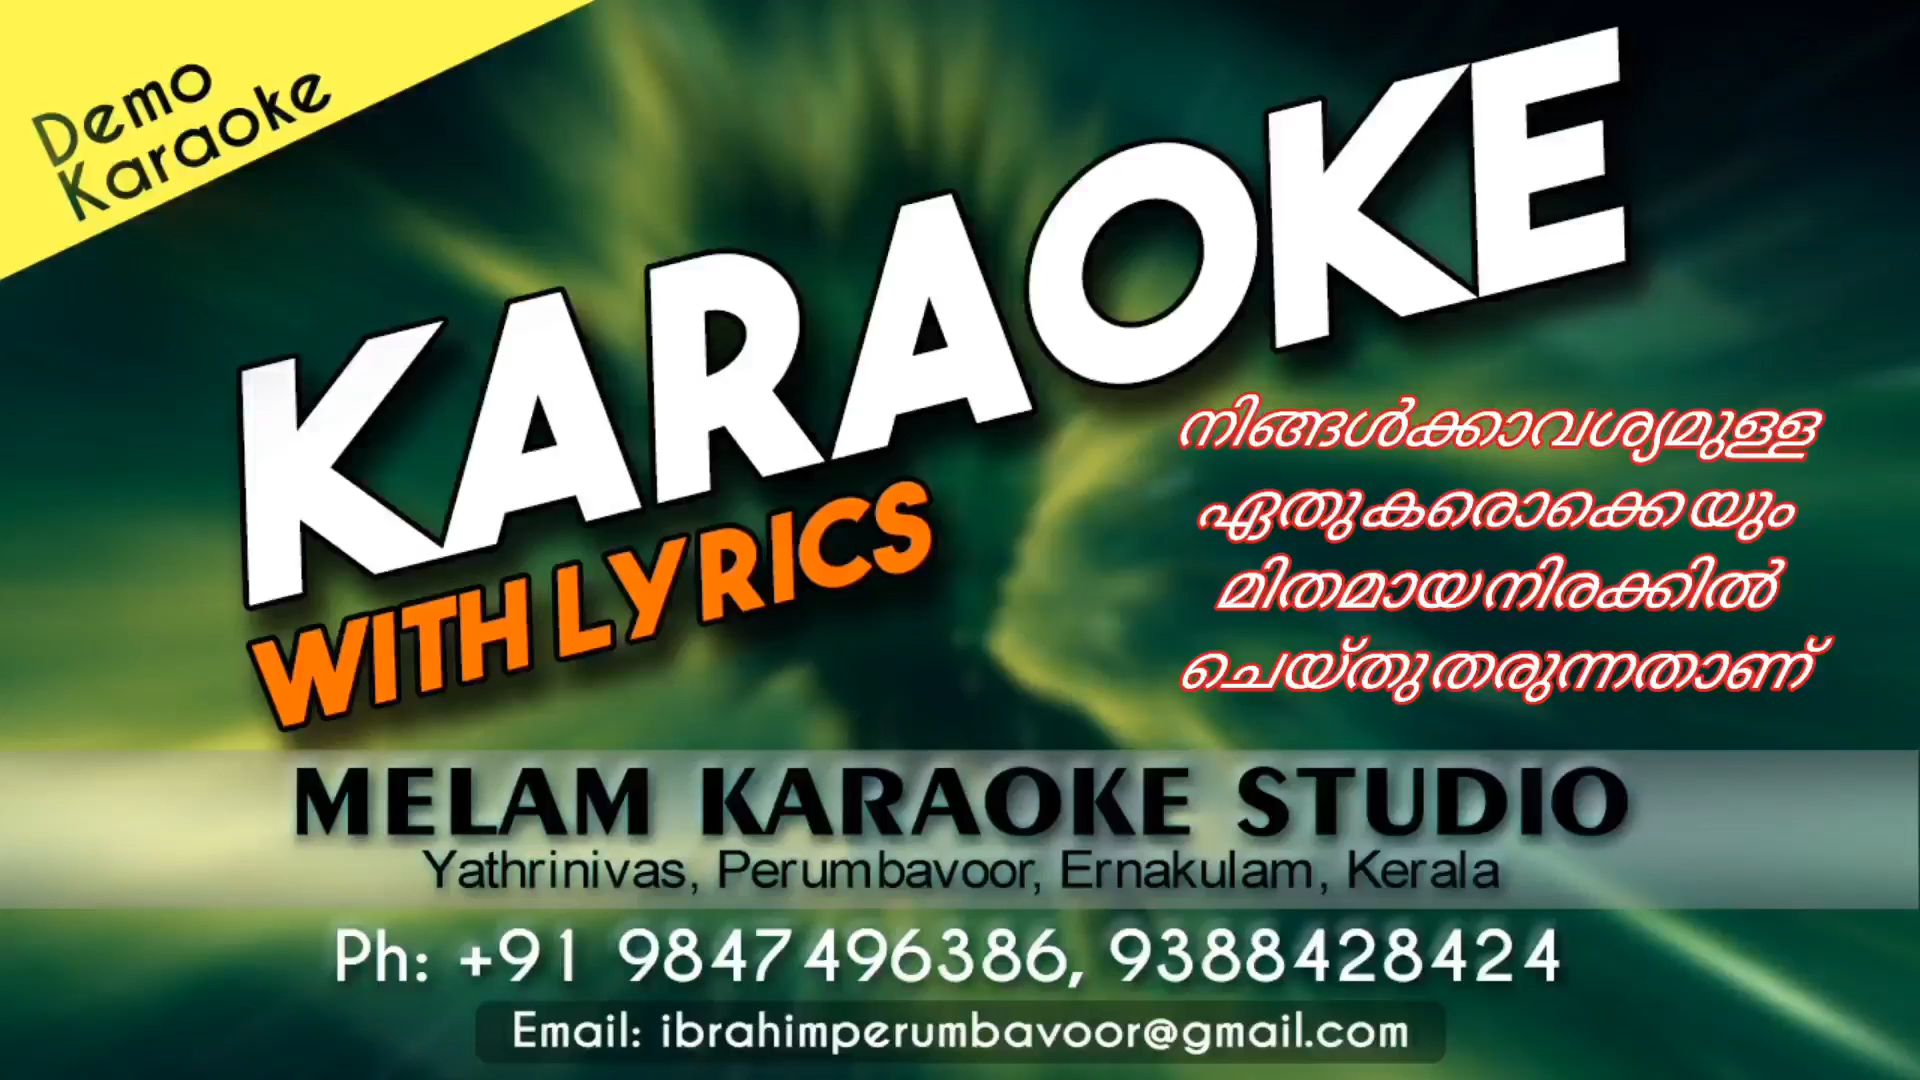 Demo
Karaoke
KARAOKE
WITH LYRICS
നിങ്ങൾക്കാവശ്യമുള്ള
ഏതു കരൊക്കെയും
മിതമായ നിരക്കിൽ
ചെയ്തു തരുന്നതാണ്
MELAM KARAOKE STUDIO
Yathrinivas, Perumbavoor, Ernakulam, Kerala
Ph: +91 9847496386, 9388428424
Email: ibrahimperumbavoor@gmail.com